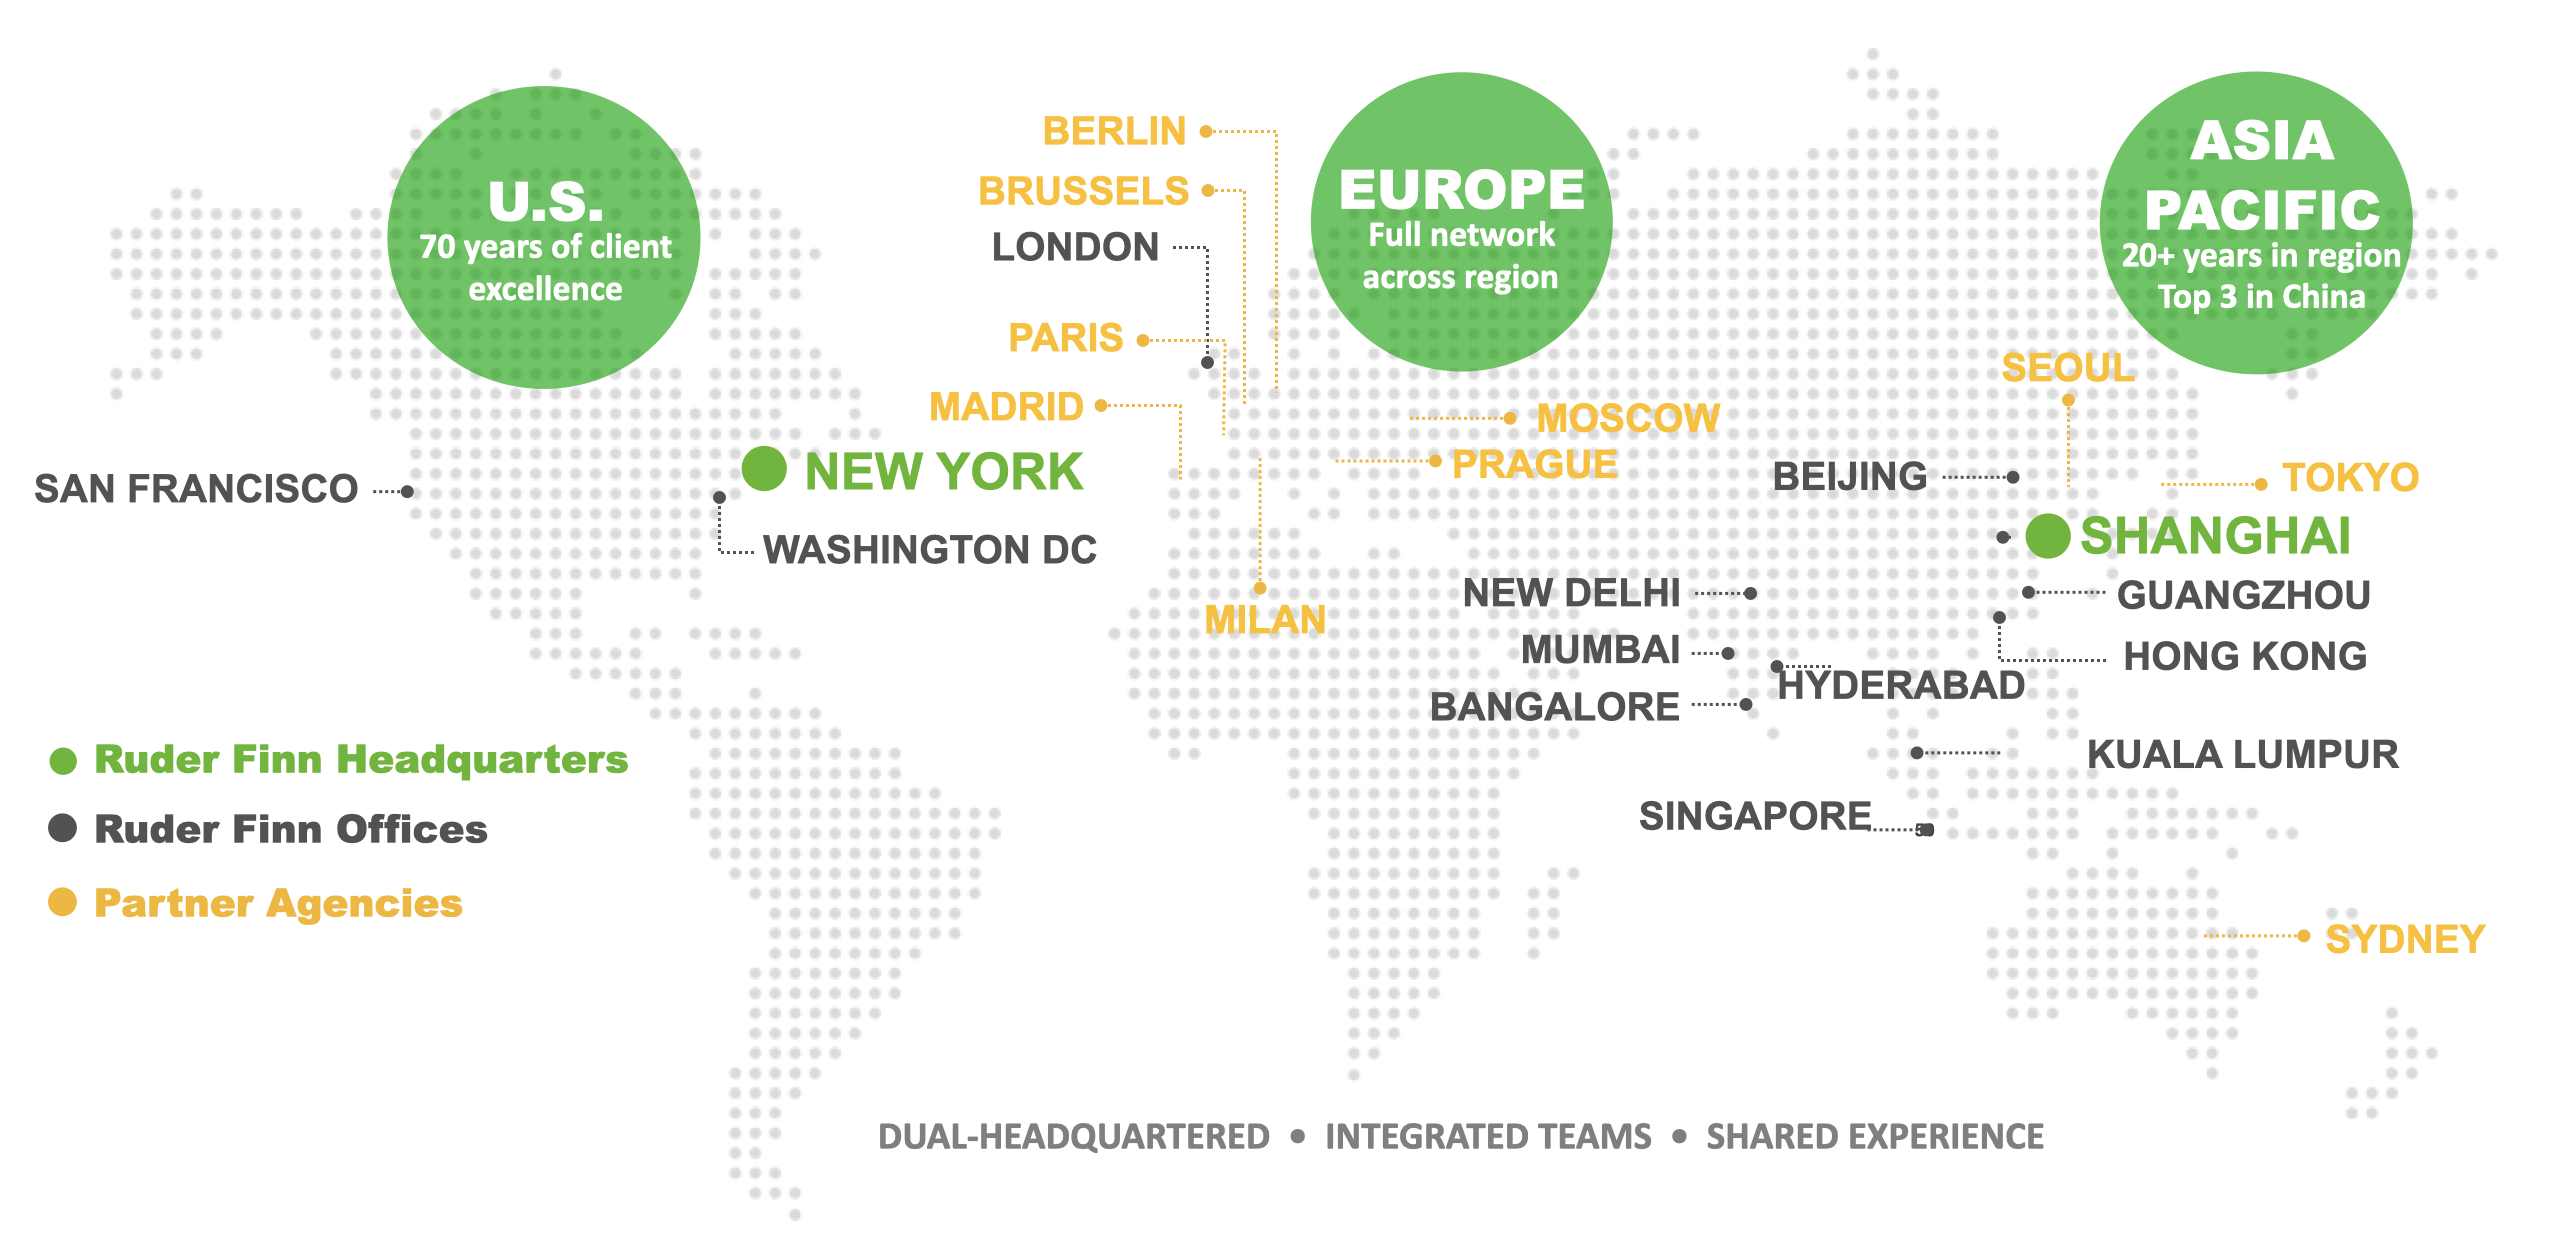 U.S.
70 years of client
excellence
EUROPE
Full network
across region
ASIA
PACIFIC
20+ years in region
Top 3 in China
BERLIN
BRUSSELS
LONDON
PARIS
MADRID
MOSCOW
PRAGUE
MILAN
SAN FRANCISCO
NEW YORK
WASHINGTON DC
SEOUL
BEIJING
TOKYO
SHANGHAI
NEW DELHI
GUANGZHOU
MUMBAI
HONG KONG
HYDERABAD
BANGALORE
KUALA LUMPUR
SINGAPORE
SYDNEY
Ruder Finn Headquarters
Ruder Finn Offices
Partner Agencies
DUAL-HEADQUARTERED • INTEGRATED TEAMS • SHARED EXPERIENCE